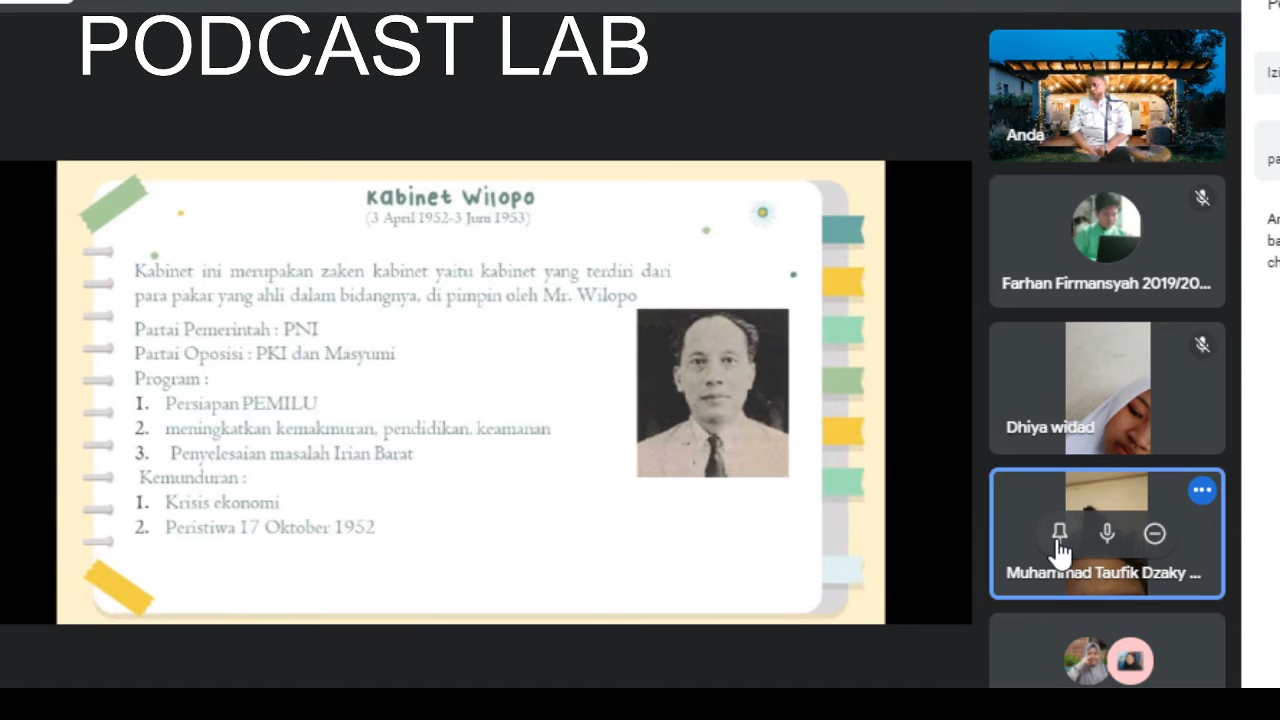 PODCAST LAB
Kabinet Wilopo
(3 April 1952-3 Juni 1953)
Kabinet ini merupakan zaken kabinet yaitu kabinet yang terdiri dari
para pakar yang ahli dalam bidangnya, di pimpin oleh Mr. Wilopo
Partai Pemerintah : PNI
Partai Oposisi : PKI dan Masyumi
Program :
1. Persiapan PEMILU
2. meningkatkan kemakmuran, pendidikan, keamanan
3. Penyelesaian masalah Irian Barat
Kemunduran :
1. Krisis ekonomi
2. Peristiwa 17 Oktober 1952
Anda
Farhan Firmansyah 2019/20...
Dhiya widad
Muhammad Taufik Dzaky ...